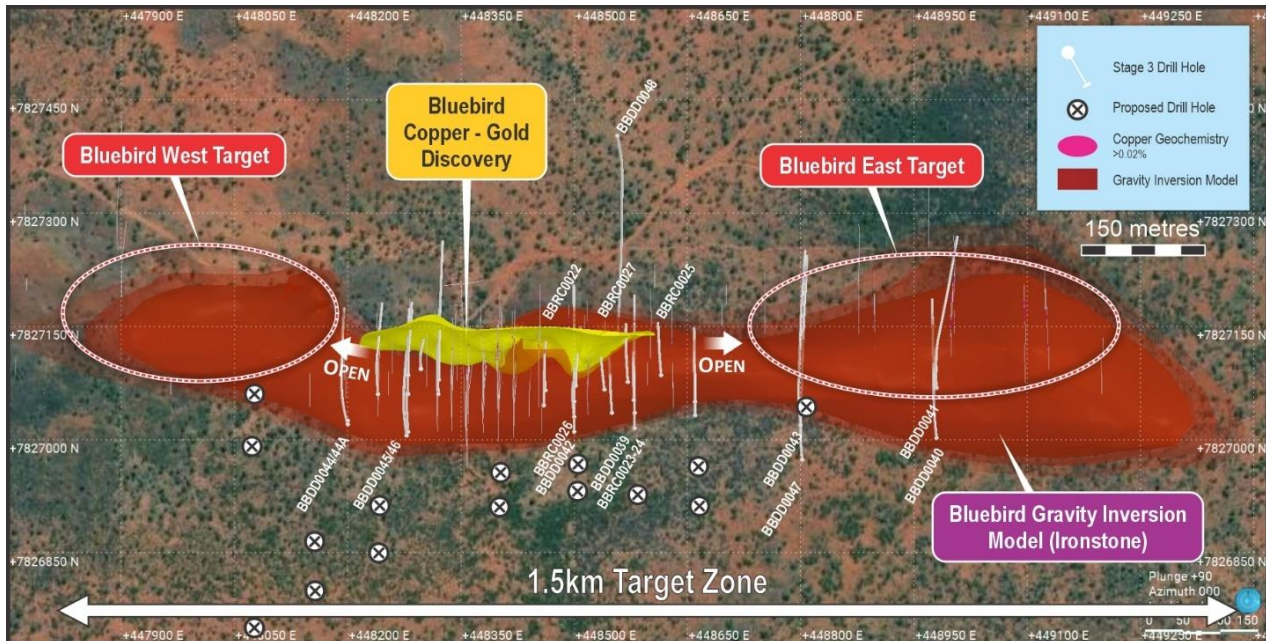 +447900 E
+448050 E
+448200 E
+448350 E
+448500 E
+448650 E
+448800 E
+448950 E
+449100 E
+449250 E
Stage 3 Drill Hole
Proposed Drill Hole
Copper Geochemistry
>0.02%
Gravity Inversion Model
150 metres
+7827450 N
Bluebird West Target
Bluebird
Copper - Gold
Discovery
BBDD0048
Bluebird East Target
+7827300 N
+7827300 N
BBRC0022
BBRC0027
BBRC0025
+7827150 N
+7827150 N
OPEN
OPEN
+7827000 N
+7827000 N
BBDD0044/44A
BBDD0045/46
BBRC0026
BBDD0042
BBDD0039
BBRC0023-24
BBDD0043
BBDD0047
BBDD0041
BBDD0040
Bluebird Gravity Inversion
Model (Ironstone)
+7826850 N
+7826850 N
1.5km Target Zone
Plunge +90
Azimuth 000
0 50 100 150
+447900 E
+448050 E
+448200 E
+448350 E
+448500 E
+448650 E
+448800 E
+448950 E
+449100 E
+449250 E